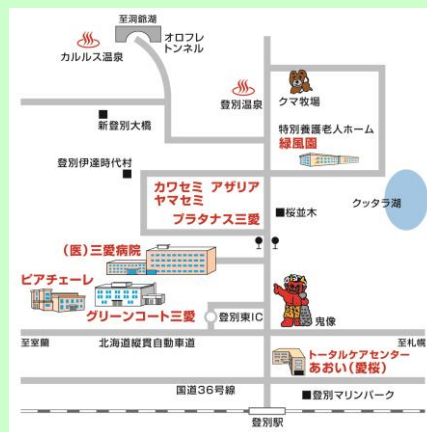 至洞爺湖
オロフレ
トンネル
カルルス温泉
登別温泉
クマ牧場
新登別大橋
特別養護老人ホーム
緑風園
登別伊達時代村
カワセミ アザリア
ヤマセミ
プラタナス三愛
桜並木
クッタラ湖
(医)三愛病院
ピアチェーレ
グリーンコート三愛
登別東IC
鬼像
至室蘭
北海道縦貫自動車道
至札幌
トータルケアセンター
あおい(愛桜)
国道36号線
登別マリンパーク
登別駅